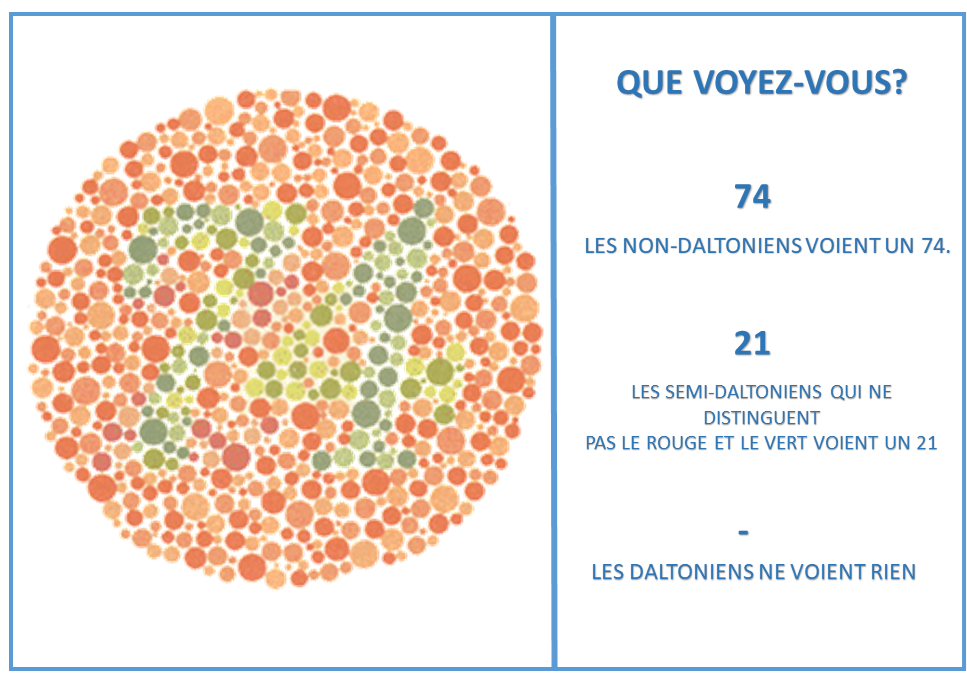 74
QUE VOYEZ-VOUS?
74
LES NON-DALTONIENS VOIENT UN 74.
21
LES SEMI-DALTONIENS QUI NE
DISTINGUENT
PAS LE ROUGE ET LE VERT VOIENT UN 21
-
LES DALTONIENS NE VOIENT RIEN